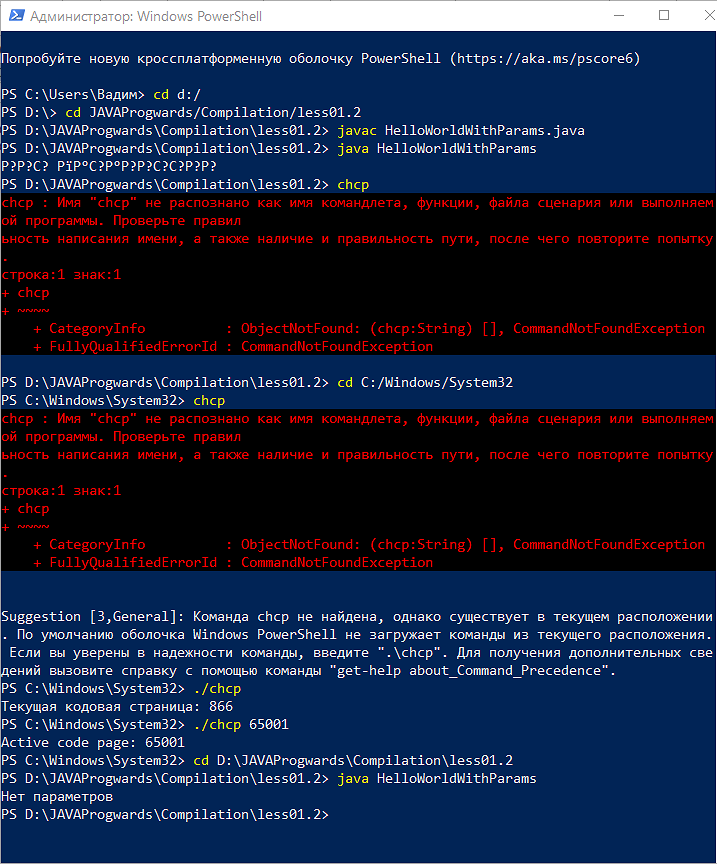 Администратор: Windows PowerShell
Попробуйте новую кроссплатформенную оболочку PowerShell (https://aka.ms/pscore6)
PS C:\Users\Вадим> cd d:/
PS D:\> cd JAVAProgwards/Compilation/less01.2
PS D:\JAVAProgwards\Compilation\less01.2> javac HelloWorldWithParams.java
PS D:\JAVAProgwards\Compilation\less01.2> java HelloWorldWithParams
Р?Р?С? РїР°С?Р°Р?Р?С?С?Р?Р?
PS D:\JAVAProgwards\Compilation\less01.2> chcp
chcp : Имя "chcp" не распознано как имя командлета, функции, файла сценария или выполняем
ой программы. Проверьте правил
ьность написания имени, а также наличие и правильность пути, после чего повторите попытку
.
строка:1 знак:1
+ chcp
+ ~~~~
    + CategoryInfo          : ObjectNotFound: (chcp:String) [], CommandNotFoundException
    + FullyQualifiedErrorId : CommandNotFoundException
PS D:\JAVAProgwards\Compilation\less01.2> cd C:/Windows/System32
PS C:\Windows\System32> chcp
chcp : Имя "chcp" не распознано как имя командлета, функции, файла сценария или выполняем
ой программы. Проверьте правил
ьность написания имени, а также наличие и правильность пути, после чего повторите попытку
.
строка:1 знак:1
+ chcp
+ ~~~~
    + CategoryInfo          : ObjectNotFound: (chcp:String) [], CommandNotFoundException
    + FullyQualifiedErrorId : CommandNotFoundException
Suggestion [3,General]: Команда chcp не найдена, однако существует в текущем расположении
. По умолчанию оболочка Windows PowerShell не загружает команды из текущего расположения.
 Если вы уверены в надежности команды, введите ".\chcp". Для получения дополнительных све
дений вызовите справку с помощью команды "get-help about_Command_Precedence".
PS C:\Windows\System32> ./chcp
Текущая кодовая страница: 866
PS C:\Windows\System32> ./chcp 65001
Active code page: 65001
PS C:\Windows\System32> cd D:\JAVAProgwards\Compilation\less01.2
PS D:\JAVAProgwards\Compilation\less01.2> java HelloWorldWithParams
Нет параметров
PS D:\JAVAProgwards\Compilation\less01.2>